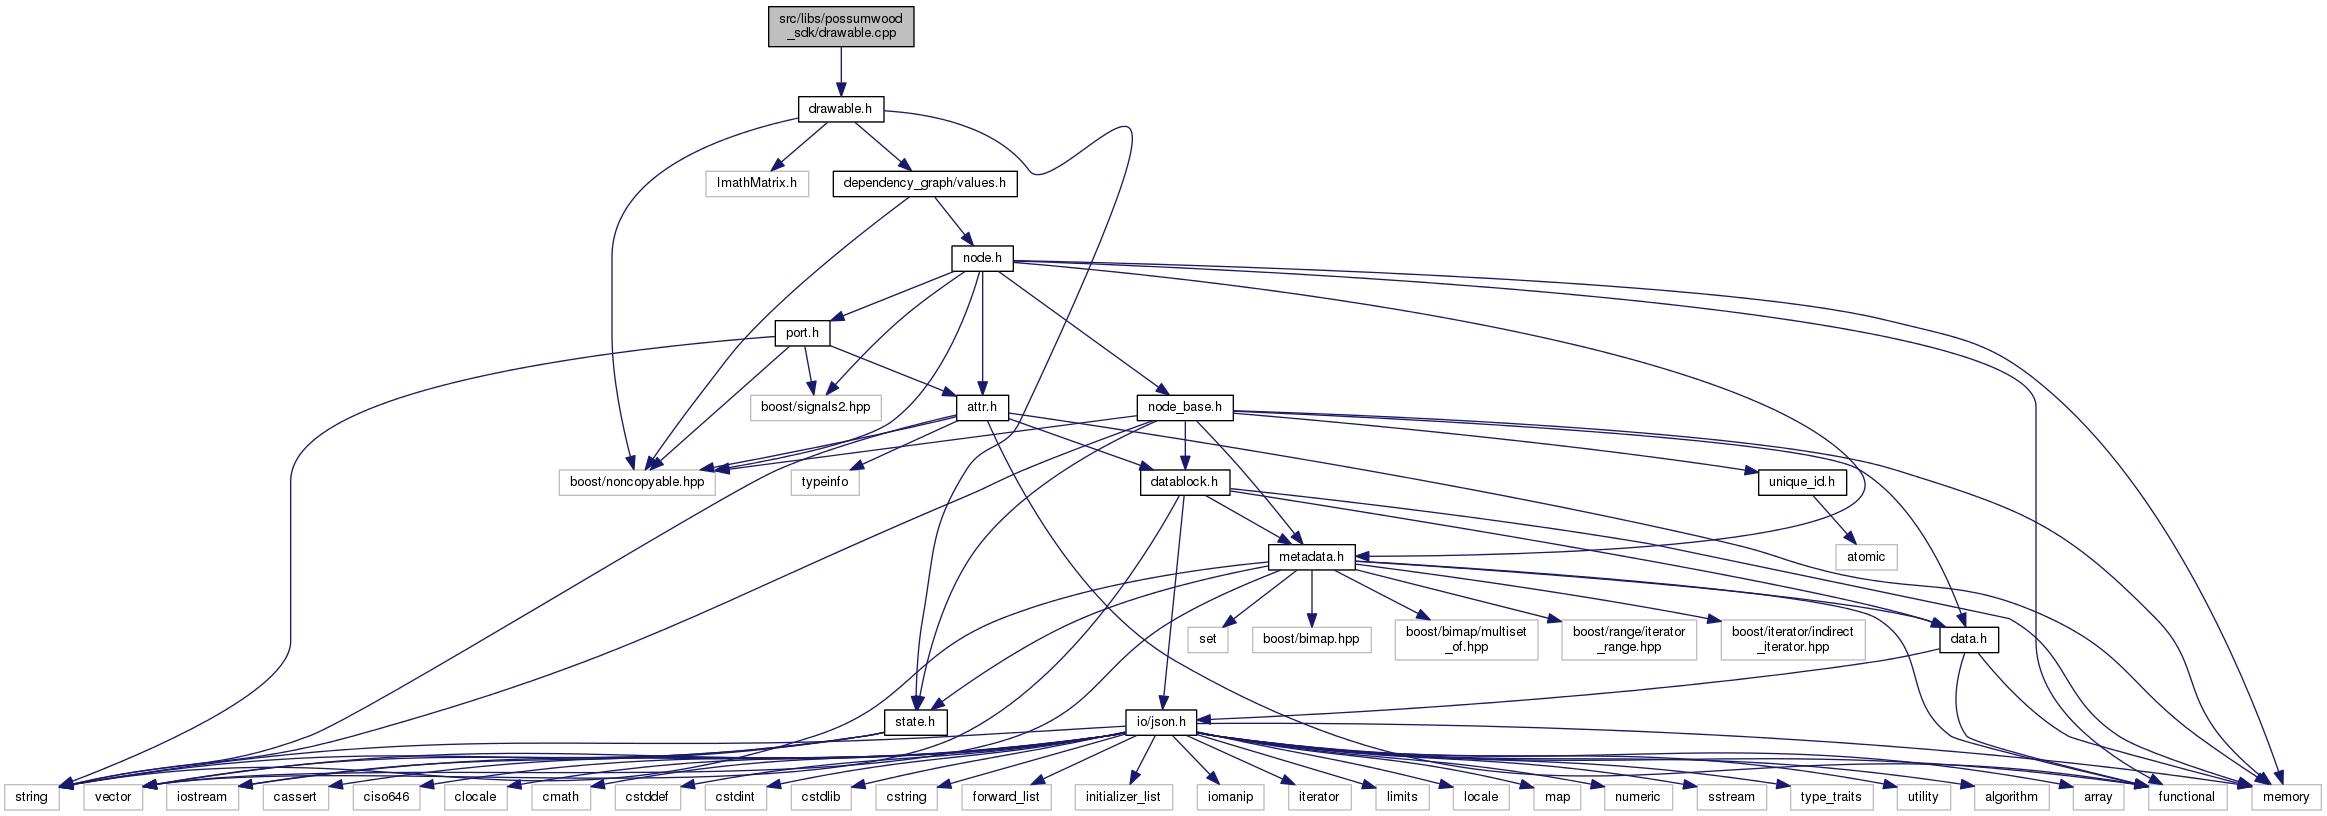 src/libs/possumwood
_sdk/drawable.cpp
drawable.h
ImathMatrix.h
dependency_graph/values.h
node.h
port.h
boost/signals2.hpp
attr.h
node_base.h
boost/noncopyable.hpp
typeinfo
datablock.h
unique_id.h
metadata.h
atomic
set
boost/bimap.hpp
boost/bimap/multiset
_of.hpp
boost/range/iterator
_range.hpp
boost/iterator/indirect
_iterator.hpp
data.h
state.h
io/json.h
string
vector
iostream
cassert
ciso646
clocale
cmath
cstddef
cstdint
cstdlib
cstring
forward_list
initializer_list
iomanip
iterator
limits
locale
map
numeric
sstream
type_traits
utility
algorithm
array
functional
memory